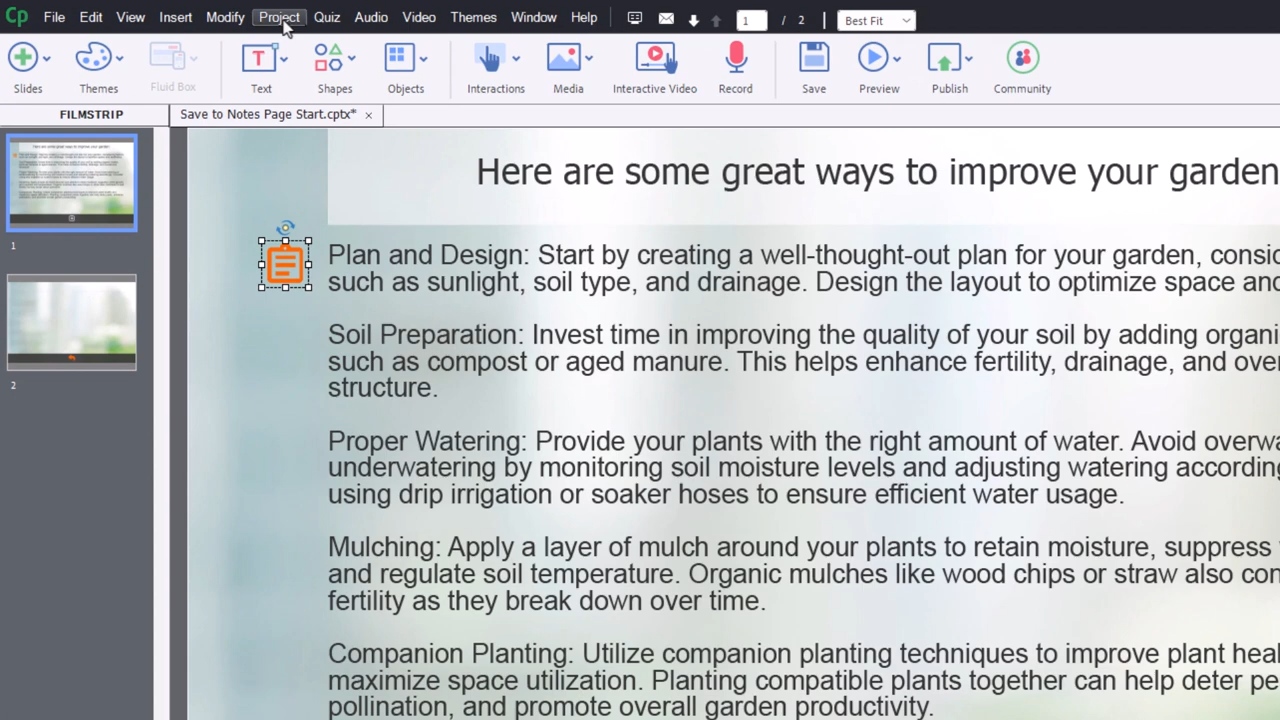 Cp File Edit View Insert Modify Project Quiz Audio Video Themes Window Help 1 / 2 Best Fit
Slides Themes Fluid Box Text Shapes Objects Interactions Media Interactive Video Record Save Preview Publish Community
FILMSTRIP Save to Notes Page Start.cptx* ×
1
2
Here are some great ways to improve your garden
Plan and Design: Start by creating a well-thought-out plan for your garden, consid
such as sunlight, soil type, and drainage. Design the layout to optimize space and
Soil Preparation: Invest time in improving the quality of your soil by adding organi
such as compost or aged manure. This helps enhance fertility, drainage, and over
structure.
Proper Watering: Provide your plants with the right amount of water. Avoid overwa
underwatering by monitoring soil moisture levels and adjusting watering according
using drip irrigation or soaker hoses to ensure efficient water usage.
Mulching: Apply a layer of mulch around your plants to retain moisture, suppress
and regulate soil temperature. Organic mulches like wood chips or straw also con
fertility as they break down over time.
Companion Planting: Utilize companion planting techniques to improve plant heal
maximize space utilization. Planting compatible plants together can help deter pe
pollination, and promote overall garden productivity.